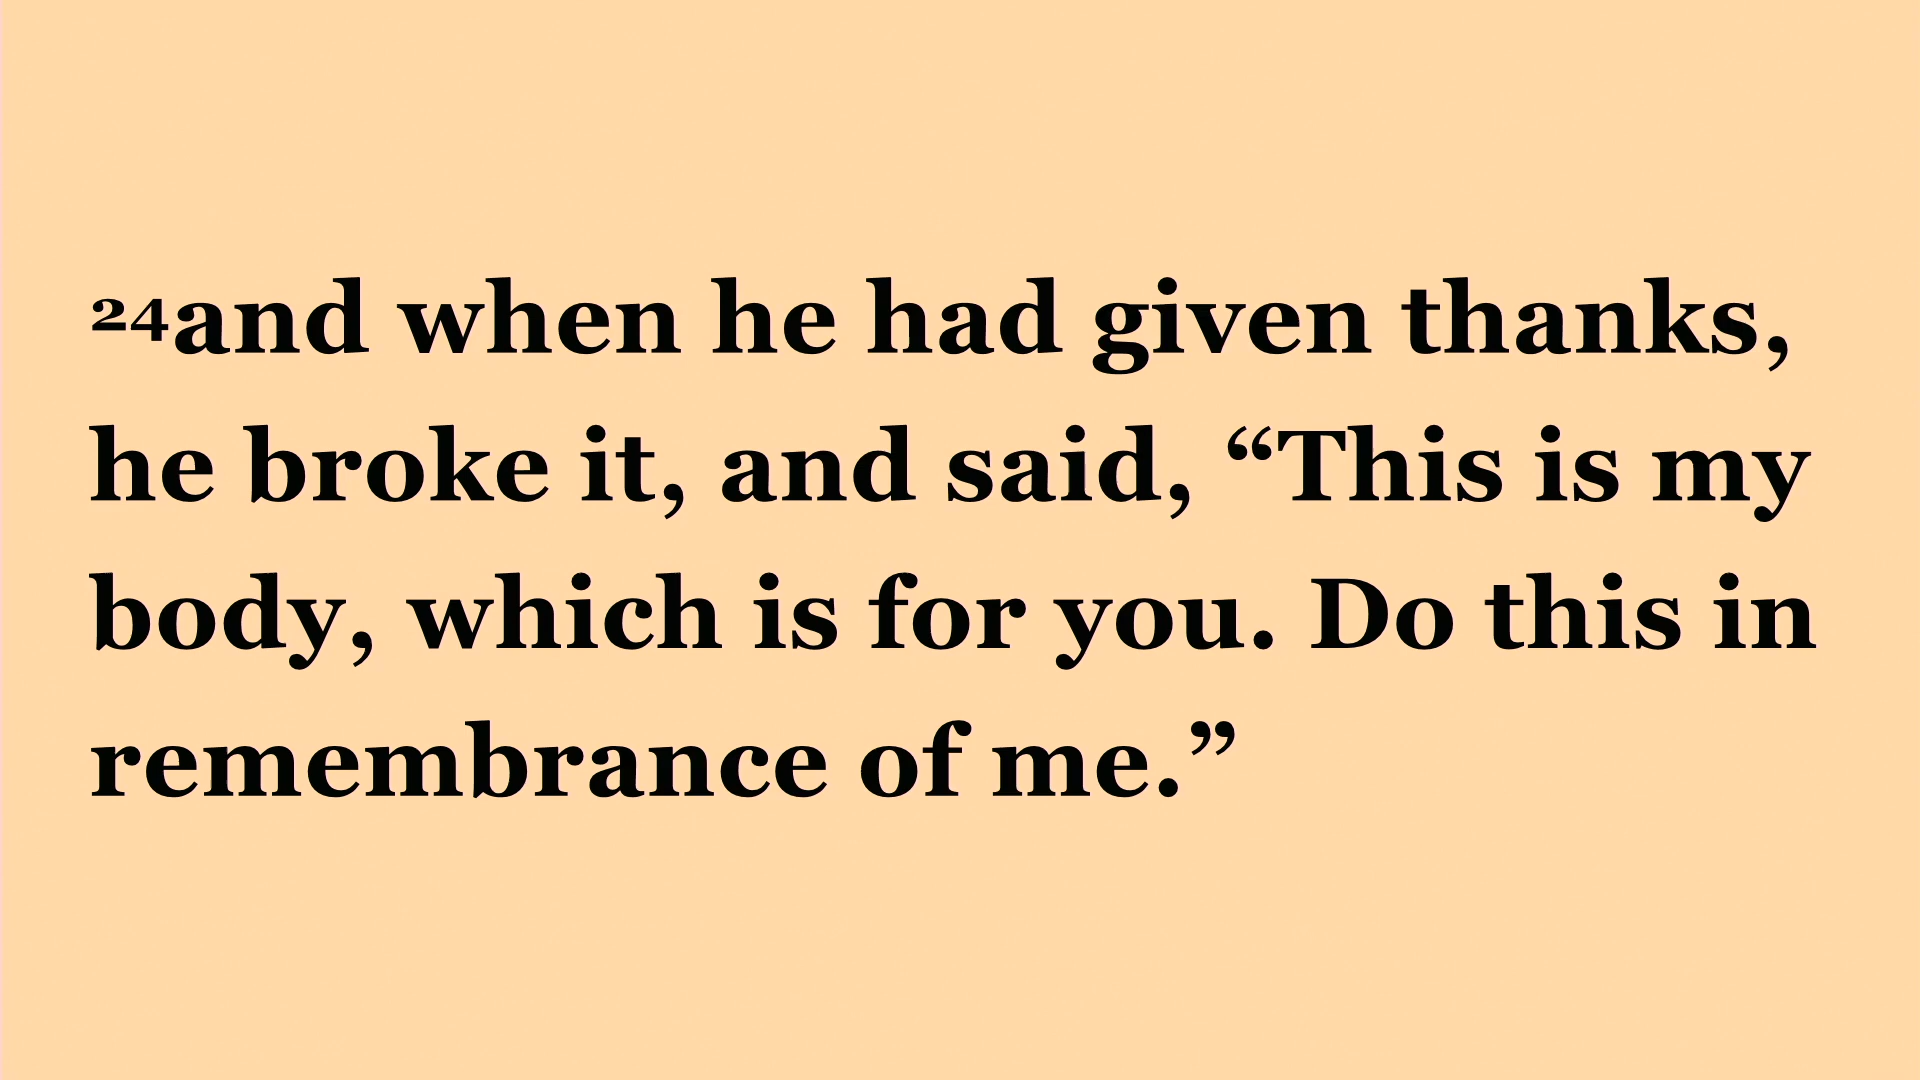 24and when he had given thanks,
he broke it, and said, “This is my
body, which is for you. Do this in
remembrance of me.”